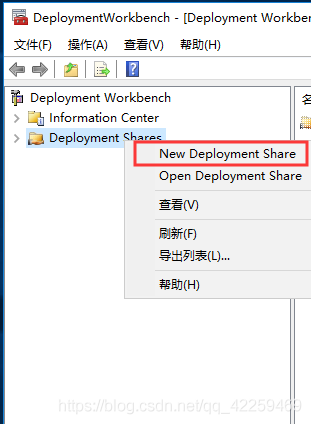 DeploymentWorkbench - [Deployment Workben
文件(F) 操作(A) 查看(V) 帮助(H)
Deployment Workbench
Information Center
Deployment Shares
名
New Deployment Share
Open Deployment Share
查看(V)
刷新(F)
导出列表(L)...
帮助(H)
https://blog.csdn.net/qq_42259469